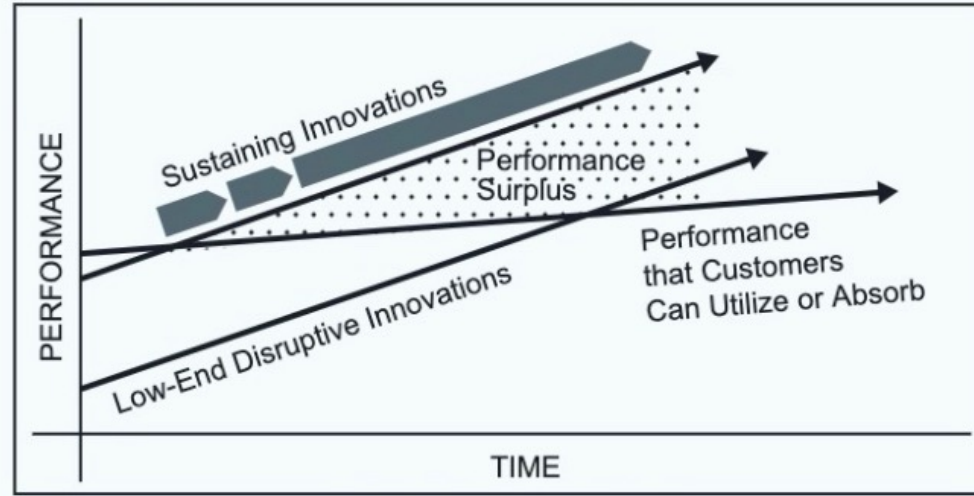 PERFORMANCE
Sustaining Innovations
Performance
Surplus
Performance
that Customers
Can Utilize or Absorb
Low-End Disruptive Innovations
TIME